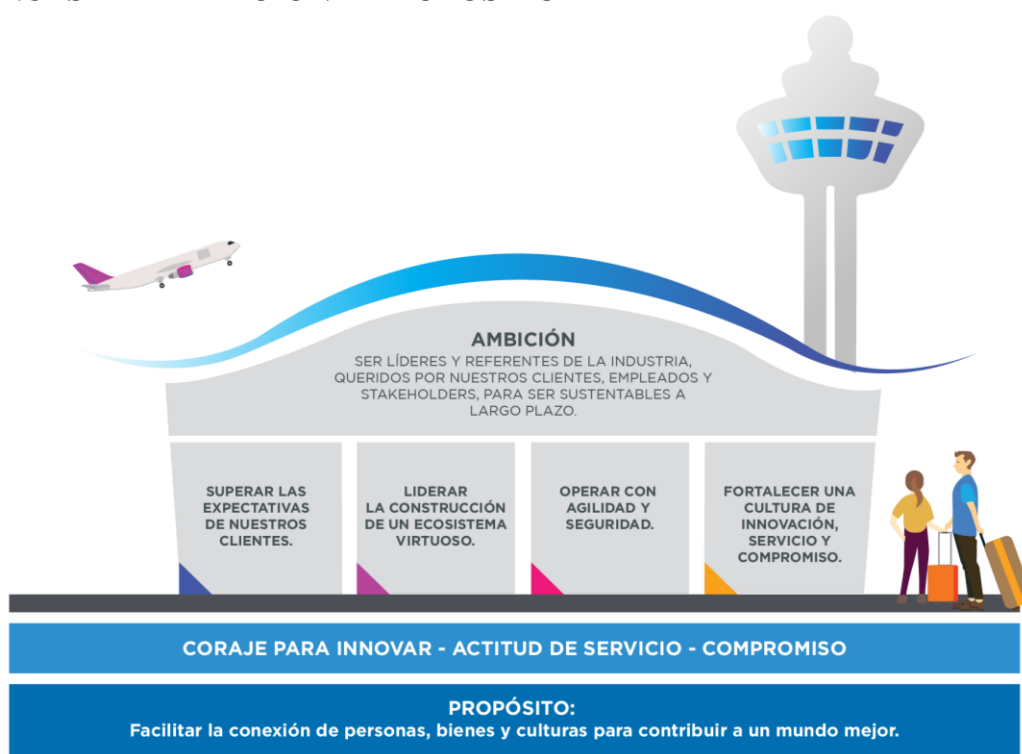 AMBICIÓN
SER LÍDERES Y REFERENTES DE LA INDUSTRIA,
QUERIDOS POR NUESTROS CLIENTES, EMPLEADOS Y
STAKEHOLDERS, PARA SER SUSTENTABLES A
LARGO PLAZO.
SUPERAR LAS
EXPECTATIVAS
DE NUESTROS
CLIENTES.
LIDERAR
LA CONSTRUCCIÓN
DE UN ECOSISTEMA
VIRTUOSO.
OPERAR CON
AGILIDAD Y
SEGURIDAD.
FORTALECER UNA
CULTURA DE
INNOVACIÓN,
SERVICIO Y
COMPROMISO.
CORAJE PARA INNOVAR - ACTITUD DE SERVICIO - COMPROMISO
PROPÓSITO:
Facilitar la conexión de personas, bienes y culturas para contribuir a un mundo mejor.